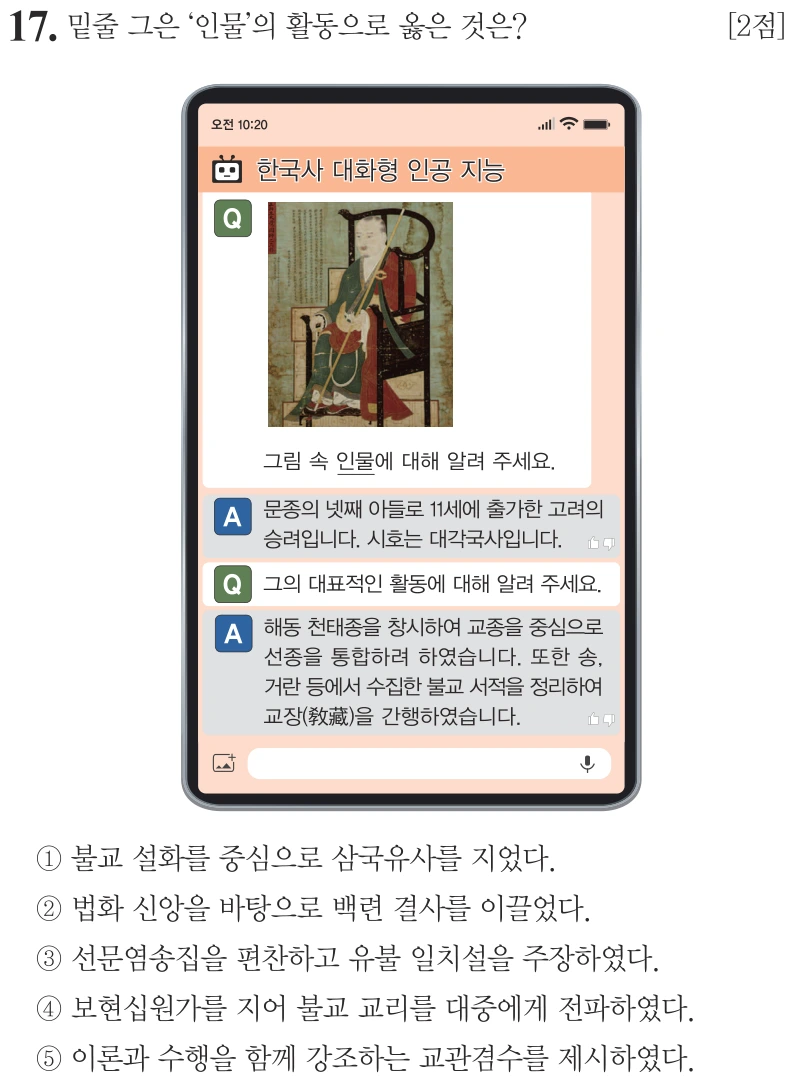 17. 밑줄 그은 ‘인물’의 활동으로 옳은 것은? [2점]
오전 10:20
한국사 대화형 인공 지능
Q
그림 속 인물에 대해 알려 주세요.
A 문종의 넷째 아들로 11세에 출가한 고려의
승려입니다. 시호는 대각국사입니다.
Q 그의 대표적인 활동에 대해 알려 주세요.
A 해동 천태종을 창시하여 교종을 중심으로
선종을 통합하려 하였습니다. 또한 송,
거란 등에서 수집한 불교 서적을 정리하여
교장(敎藏)을 간행하였습니다.
① 불교 설화를 중심으로 삼국유사를 지었다.
② 법화 신앙을 바탕으로 백련 결사를 이끌었다.
③ 선문염송집을 편찬하고 유불 일치설을 주장하였다.
④ 보현십원가를 지어 불교 교리를 대중에게 전파하였다.
⑤ 이론과 수행을 함께 강조하는 교관겸수를 제시하였다.